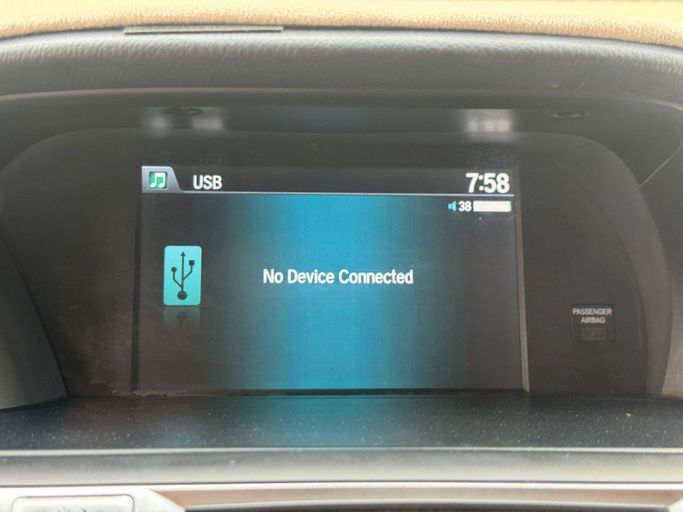 USB
7:58
38
No Device Connected
PASSENGER
AIRBAG